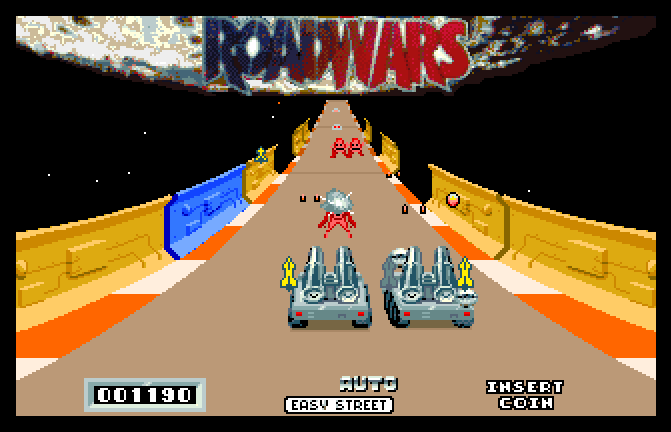 ROADWARS
001190
AUTO
EASY STREET
INSERT
COIN